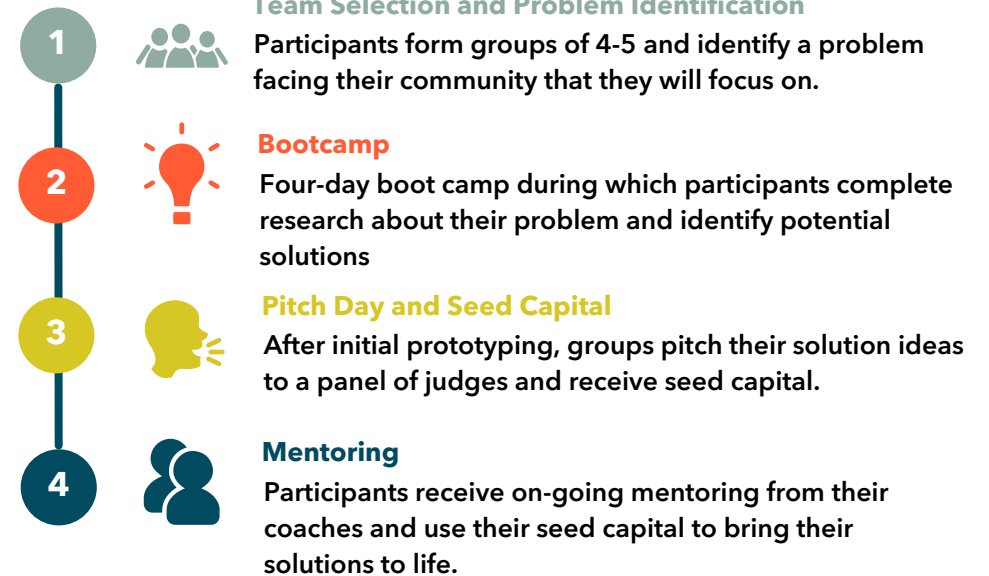 Team Selection and Problem Identification
1
Participants form groups of 4-5 and identify a problem
facing their community that they will focus on.
Bootcamp
2
Four-day boot camp during which participants complete
research about their problem and identify potential
solutions
Pitch Day and Seed Capital
3
After initial prototyping, groups pitch their solution ideas
to a panel of judges and receive seed capital.
Mentoring
4
Participants receive on-going mentoring from their
coaches and use their seed capital to bring their
solutions to life.